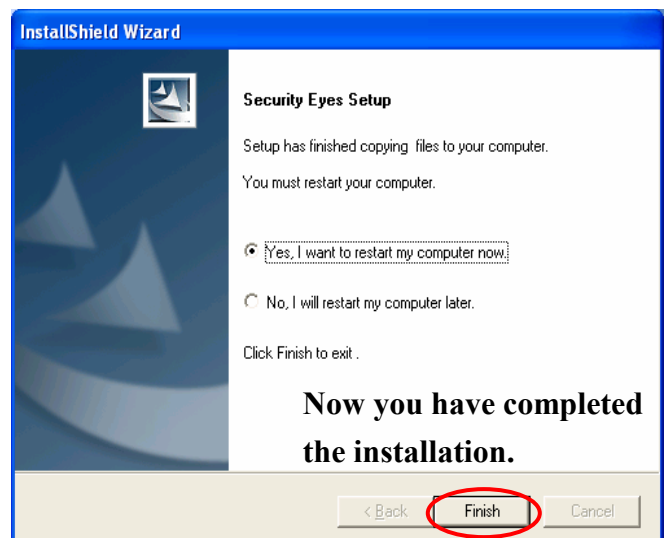 InstallShield Wizard
Security Eyes Setup
Setup has finished copying files to your computer.
You must restart your computer.
Yes, I want to restart my computer now.
No, I will restart my computer later.
Click Finish to exit .
Now you have completed
the installation.
< Back Finish Cancel